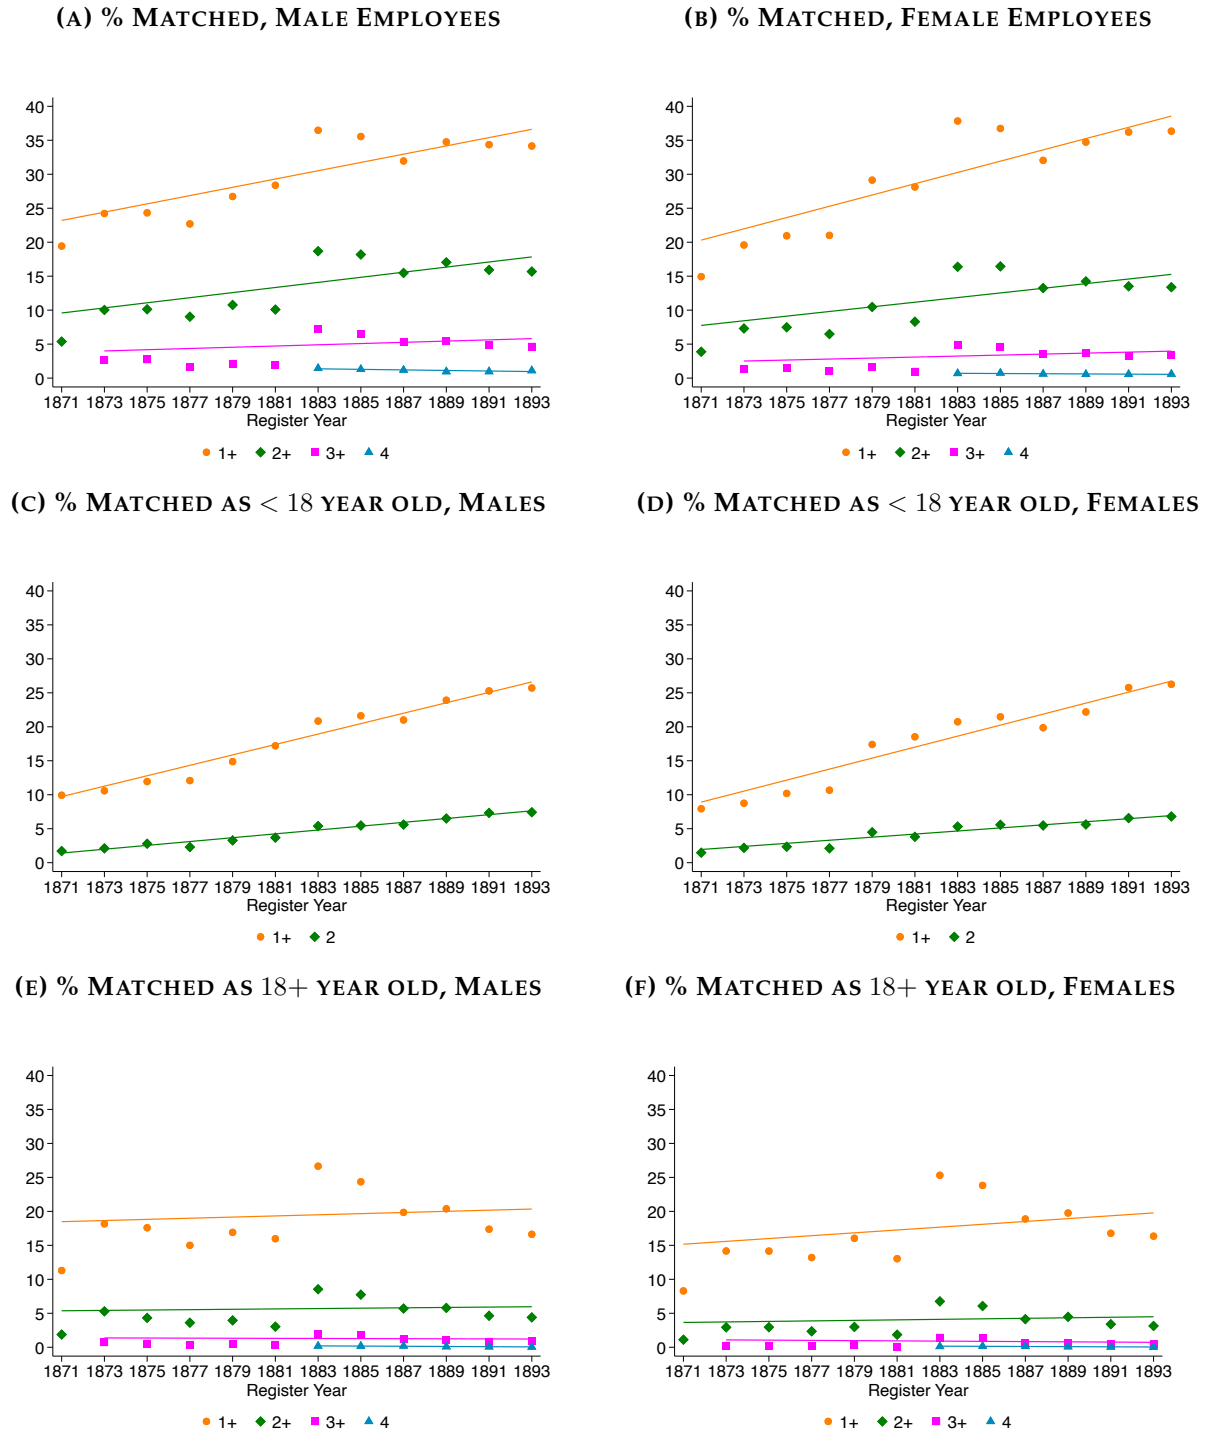 (A) % MATCHED, MALE EMPLOYEES
40
35
30
25
20
15
10
5
0
1871 1873 1875 1877 1879 1881 1883 1885 1887 1889 1891 1893
Register Year
1+ 2+ 3+ 4
(B) % MATCHED, FEMALE EMPLOYEES
40
35
30
25
20
15
10
5
0
1871 1873 1875 1877 1879 1881 1883 1885 1887 1889 1891 1893
Register Year
1+ 2+ 3+ 4
(C) % MATCHED AS < 18 YEAR OLD, MALES
40
35
30
25
20
15
10
5
0
1871 1873 1875 1877 1879 1881 1883 1885 1887 1889 1891 1893
Register Year
1+ 2
(D) % MATCHED AS < 18 YEAR OLD, FEMALES
40
35
30
25
20
15
10
5
0
1871 1873 1875 1877 1879 1881 1883 1885 1887 1889 1891 1893
Register Year
1+ 2
(E) % MATCHED AS 18+ YEAR OLD, MALES
40
35
30
25
20
15
10
5
0
1871 1873 1875 1877 1879 1881 1883 1885 1887 1889 1891 1893
Register Year
1+ 2+ 3+ 4
(F) % MATCHED AS 18+ YEAR OLD, FEMALES
40
35
30
25
20
15
10
5
0
1871 1873 1875 1877 1879 1881 1883 1885 1887 1889 1891 1893
Register Year
1+ 2+ 3+ 4